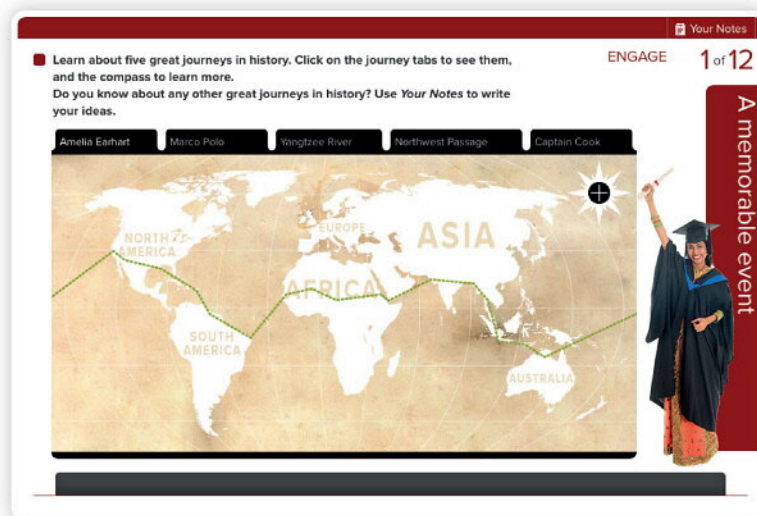 Your Notes
Learn about five great journeys in history. Click on the journey tabs to see them,
and the compass to learn more.
Do you know about any other great journeys in history? Use Your Notes to write
your ideas.
ENGAGE
1 of 12
A memorable event
Amelia Earhart
Marco Polo
Yangtzee River
Northwest Passage
Captain Cook
NORTH
AMERICA
EUROPE
ASIA
AFRICA
SOUTH
AMERICA
AUSTRALIA